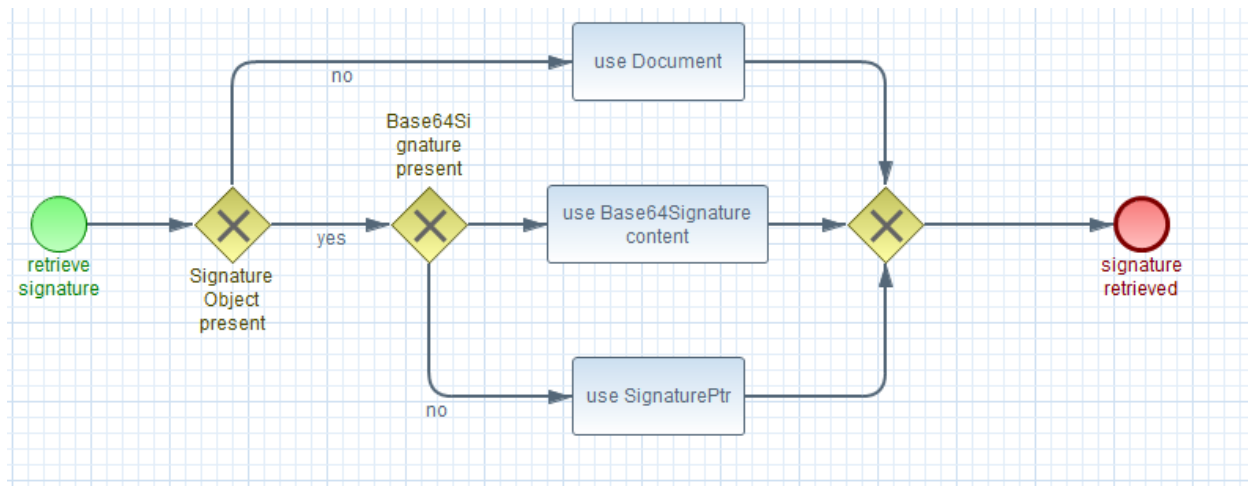 use Document
no
Base64Si
gnature
present
use Base64Signature
content
yes
retrieve
signature
Signature
Object
present
signature
retrieved
use SignaturePtr
no